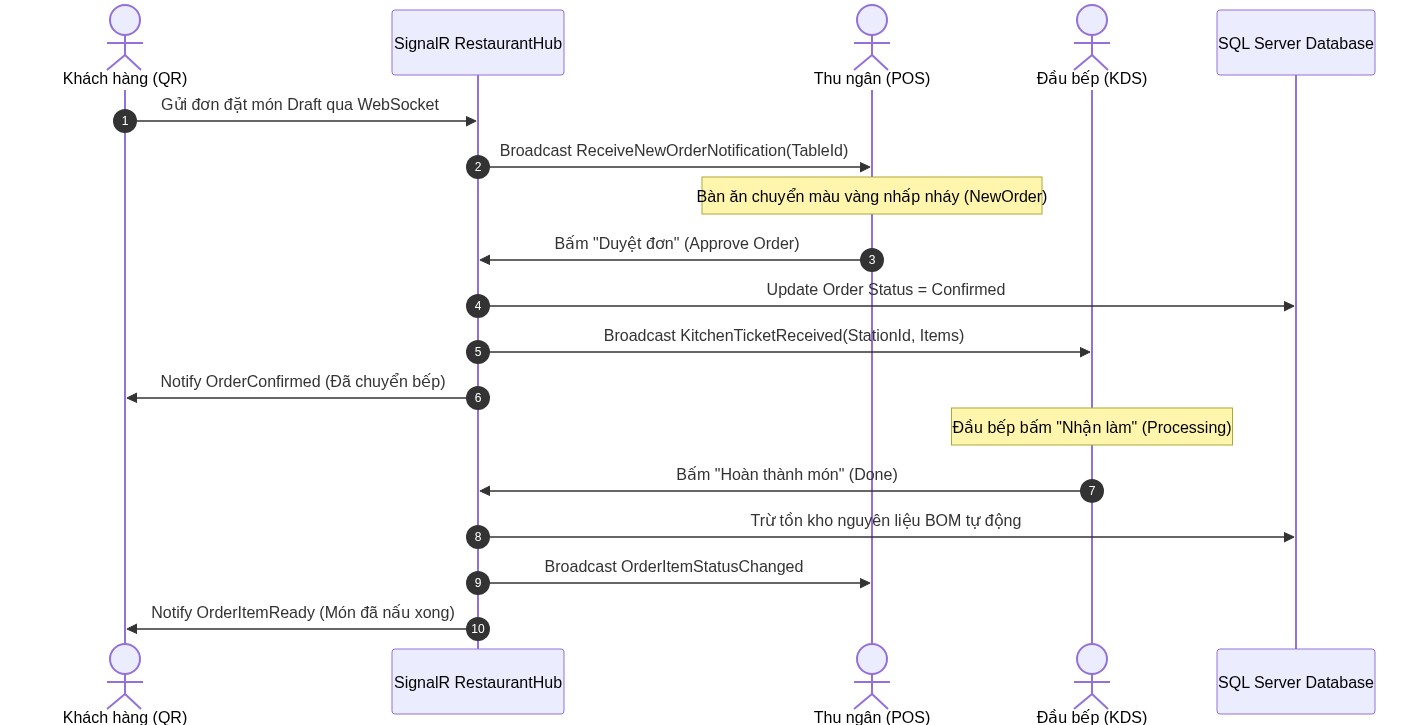 Khách hàng (QR)
SignalR RestaurantHub
Thu ngân (POS)
Đầu bếp (KDS)
SQL Server Database
Gửi đơn đặt món Draft qua WebSocket
1
Broadcast ReceiveNewOrderNotification(TableId)
2
Bàn ăn chuyển màu vàng nhấp nháy (NewOrder)
Bấm "Duyệt đơn" (Approve Order)
3
Update Order Status = Confirmed
4
Broadcast KitchenTicketReceived(StationId, Items)
5
Notify OrderConfirmed (Đã chuyển bếp)
6
Đầu bếp bấm "Nhận làm" (Processing)
Bấm "Hoàn thành món" (Done)
7
Trừ tồn kho nguyên liệu BOM tự động
8
Broadcast OrderItemStatusChanged
9
Notify OrderItemReady (Món đã nấu xong)
10
Khách hàng (QR)
SignalR RestaurantHub
Thu ngân (POS)
Đầu bếp (KDS)
SQL Server Database